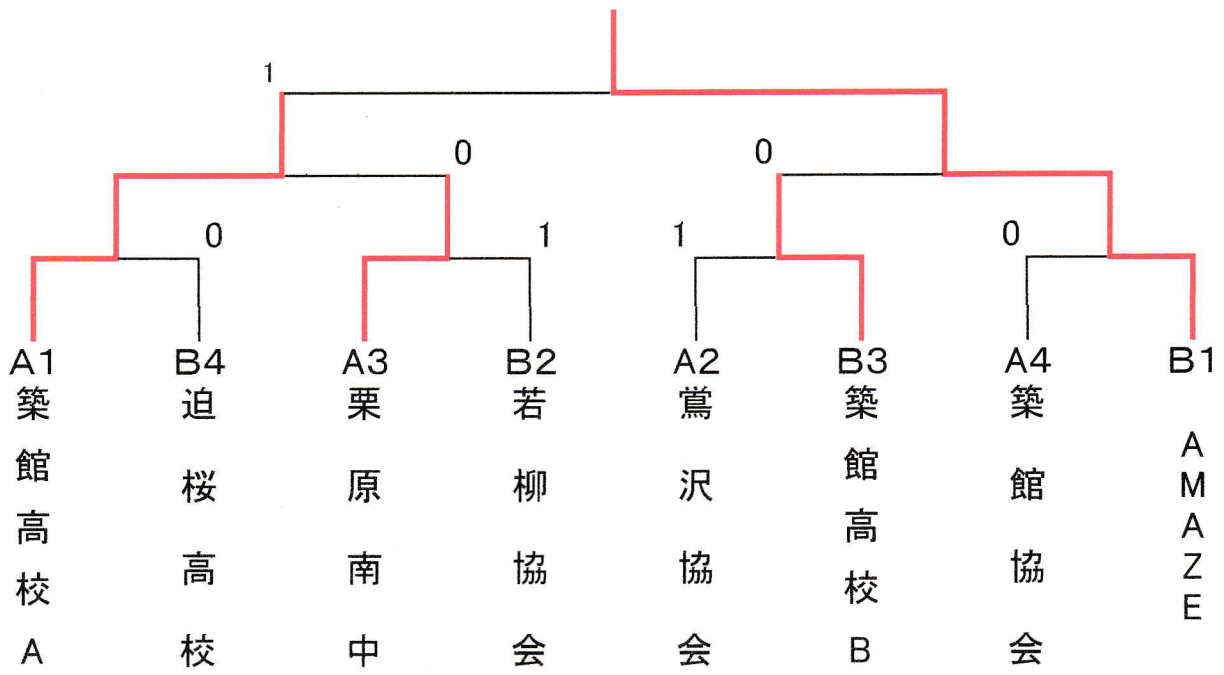 1
0
0
0
1
1
0
A1
B4
A3
B2
A2
B3
A4
B1
築館高校A
迫桜高校
栗原南中
若柳協会
鶯沢協会
築館高校B
築館協会
AMAZE